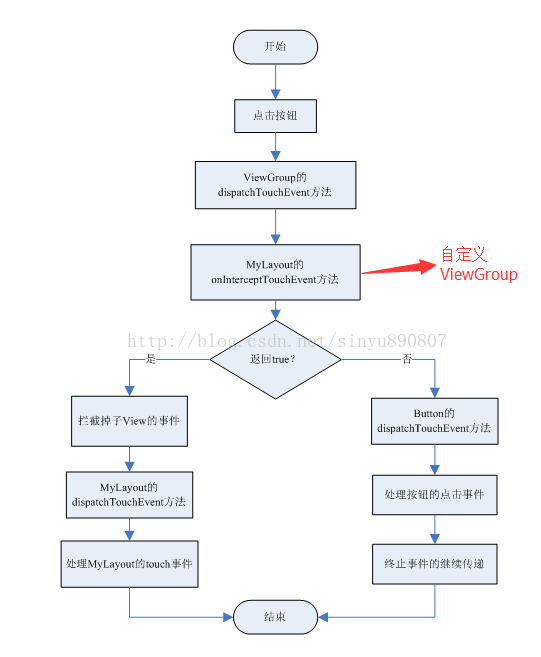 开始
点击按钮
ViewGroup的
dispatchTouchEvent方法
MyLayout的
onInterceptTouchEvent方法
自定义
ViewGroup
http://blog.csdn.net/sinyu890807
返回true?
是
否
拦截掉子View的事件
MyLayout的
dispatchTouchEvent方法
处理MyLayout的touch事件
Button的
dispatchTouchEvent方法
处理按钮的点击事件
终止事件的继续传递
结束